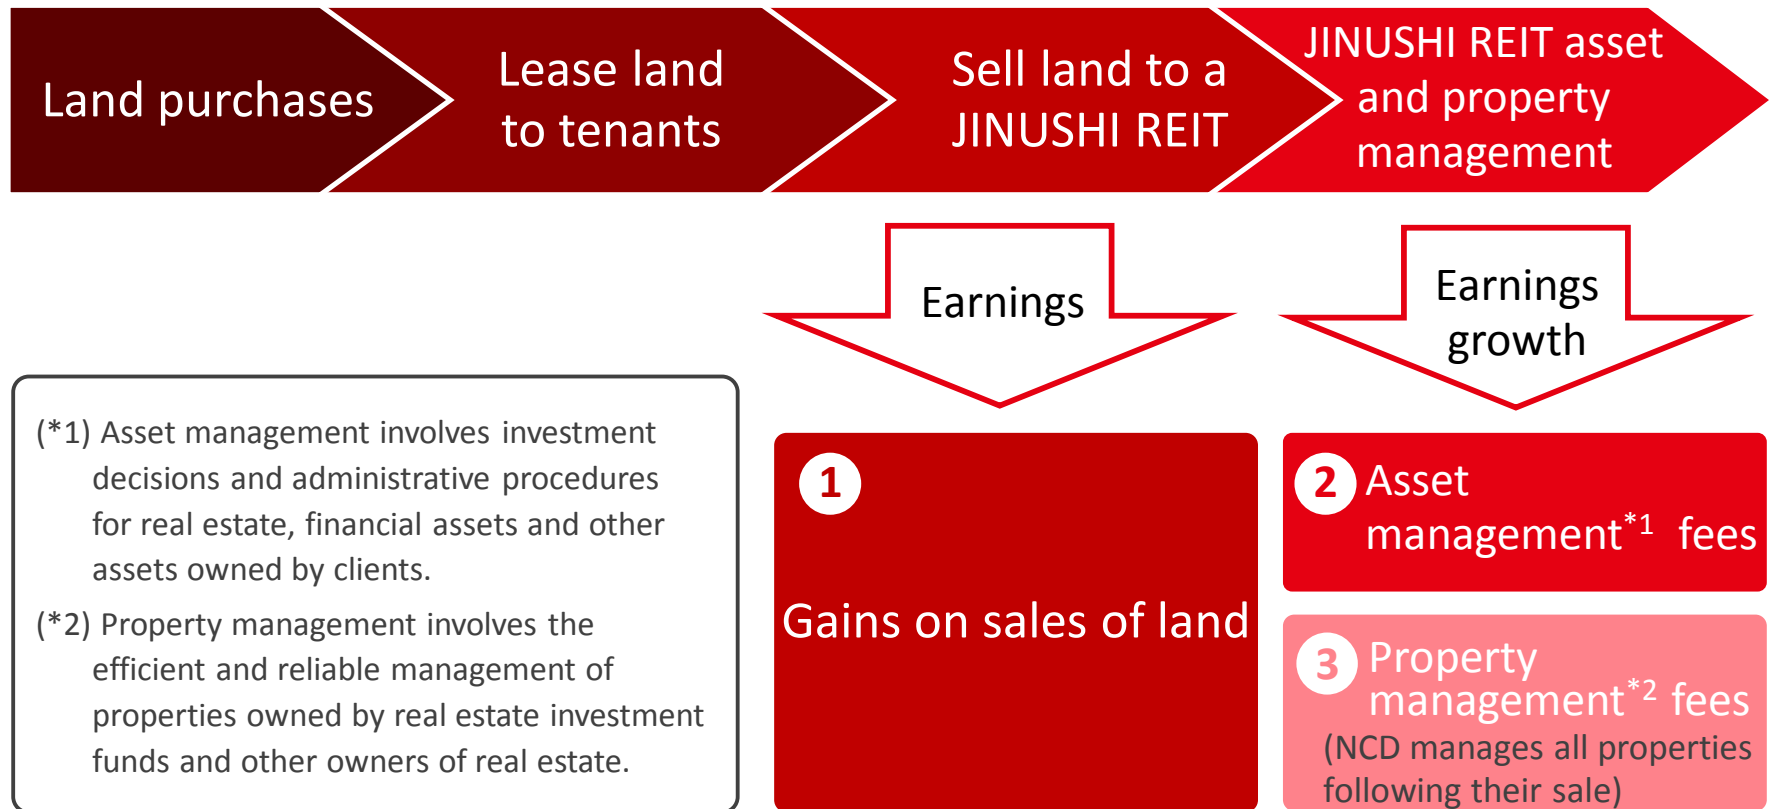 Land purchases
Lease land
to tenants
Sell land to a
JINUSHI REIT
JINUSHI REIT asset
and property
management
Earnings
Earnings
growth
(*1) Asset management involves investment
decisions and administrative procedures
for real estate, financial assets and other
assets owned by clients.
(*2) Property management involves the
efficient and reliable management of
properties owned by real estate investment
funds and other owners of real estate.
1
Gains on sales of land
2 Asset
management*1 fees
3 Property
management*2 fees
(NCD manages all properties
following their sale)